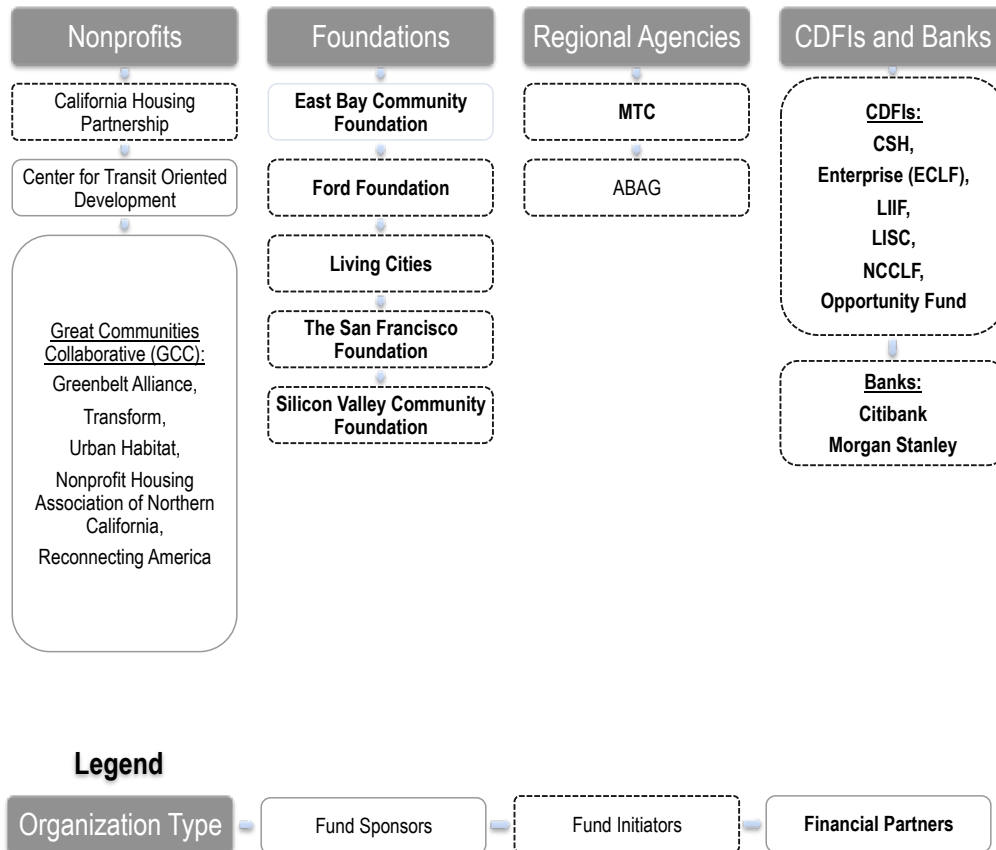 Nonprofits
California Housing
Partnership
Center for Transit Oriented
Development
Great Communities
Collaborative (GCC):
Greenbelt Alliance,
Transform,
Urban Habitat,
Nonprofit Housing
Association of Northern
California,
Reconnecting America
Foundations
East Bay Community
Foundation
Ford Foundation
Living Cities
The San Francisco
Foundation
Silicon Valley Community
Foundation
Regional Agencies
MTC
ABAG
CDFIs and Banks
CDFIs:
CSH,
Enterprise (ECLF),
LIIF,
LISC,
NCCLF,
Opportunity Fund
Banks:
Citibank
Morgan Stanley
Legend
Organization Type
Fund Sponsors
Fund Initiators
Financial Partners